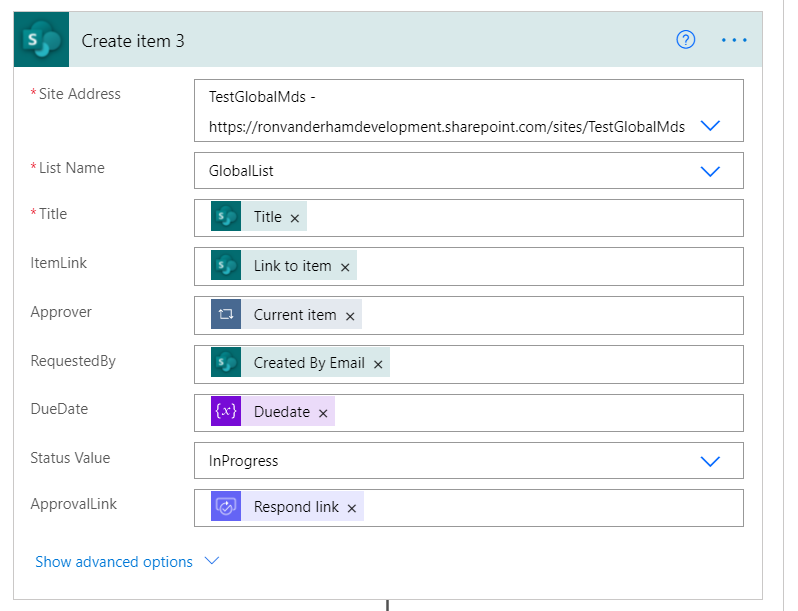 Create item 3
* Site Address
TestGlobalMds -
https://ronvanderhamdevelopment.sharepoint.com/sites/TestGlobalMds
* List Name
GlobalList
* Title
Title ×
ItemLink
Link to item ×
Approver
Current item ×
RequestedBy
Created By Email ×
DueDate
{x} Duedate ×
Status Value
InProgress
ApprovalLink
Respond link ×
Show advanced options